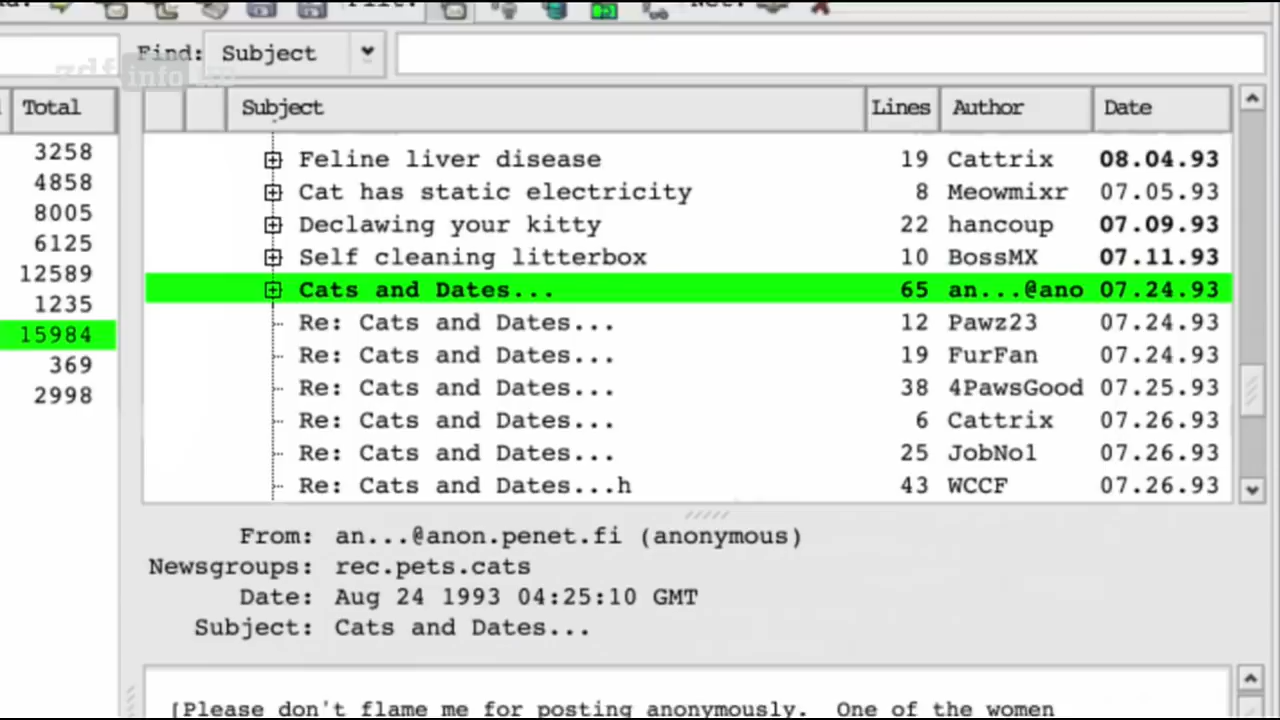 Find: Subject
zdf info
Total Subject Lines Author Date
3258
4858
8005
6125
12589
1235
15984
369
2998
Feline liver disease 19 Cattrix 08.04.93
Cat has static electricity 8 Meowmixr 07.05.93
Declawing your kitty 22 hancoup 07.09.93
Self cleaning litterbox 10 BossMX 07.11.93
Cats and Dates... 65 an...@ano 07.24.93
Re: Cats and Dates... 12 Pawz23 07.24.93
Re: Cats and Dates... 19 FurFan 07.24.93
Re: Cats and Dates... 38 4PawsGood 07.25.93
Re: Cats and Dates... 6 Cattrix 07.26.93
Re: Cats and Dates... 25 JobNo1 07.26.93
Re: Cats and Dates...h 43 WCCF 07.26.93
From: an...@anon.penet.fi (anonymous)
Newsgroups: rec.pets.cats
Date: Aug 24 1993 04:25:10 GMT
Subject: Cats and Dates...
[Please don't flame me for posting anonymously. One of the women